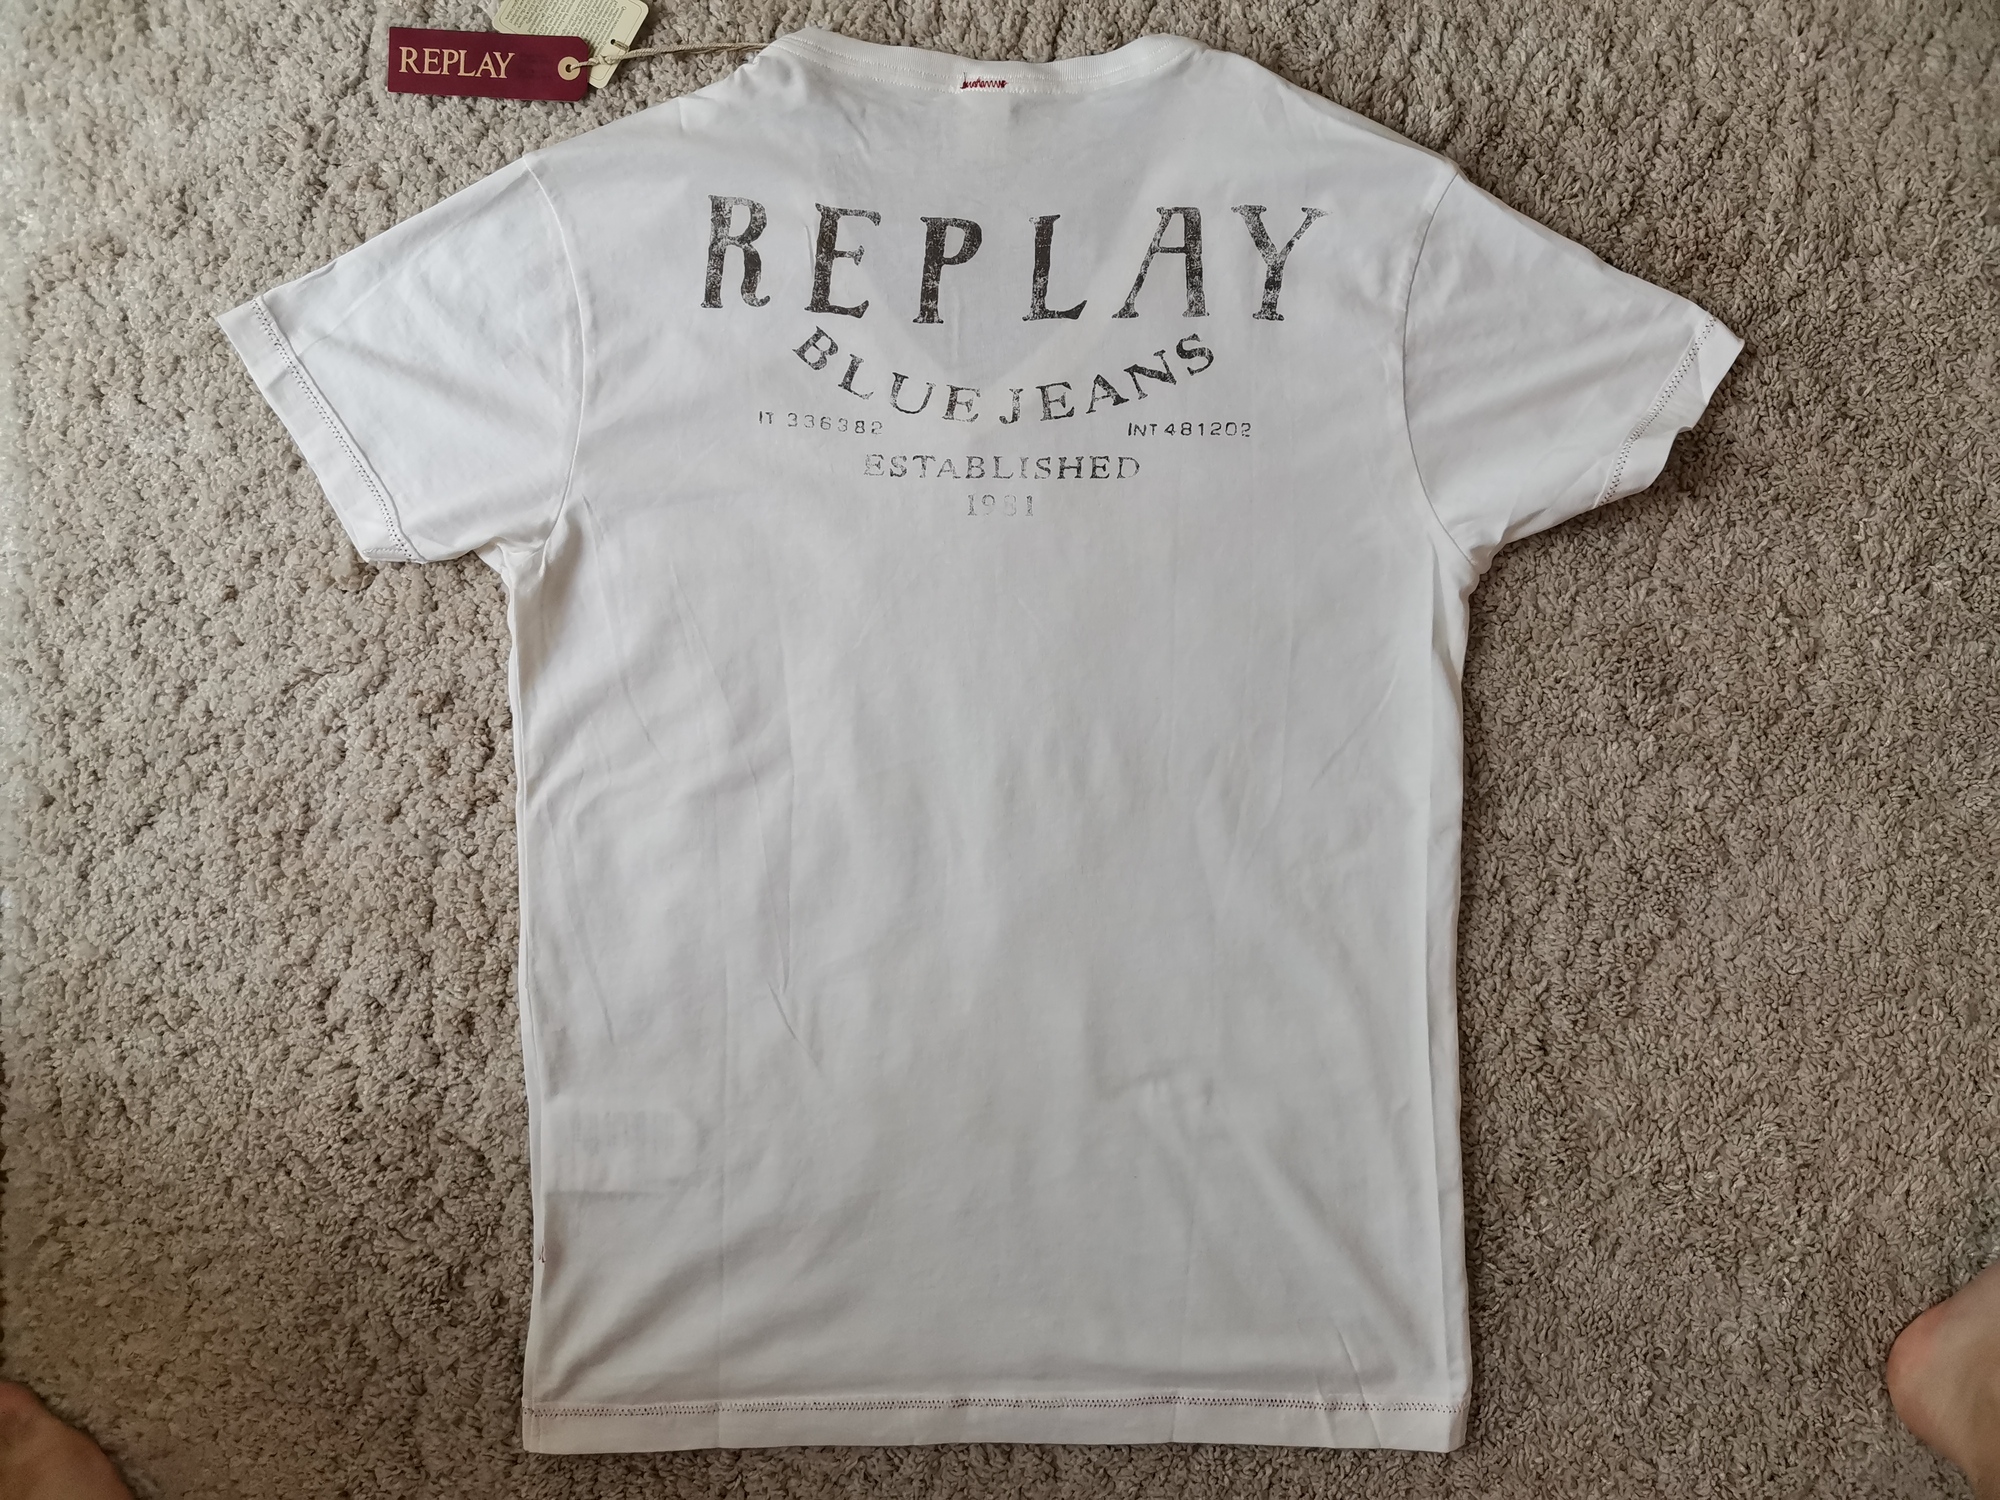 REPLAY
REPLAY
BLUE JEANS
IT 336382
INT 481202
ESTABLISHED
1981